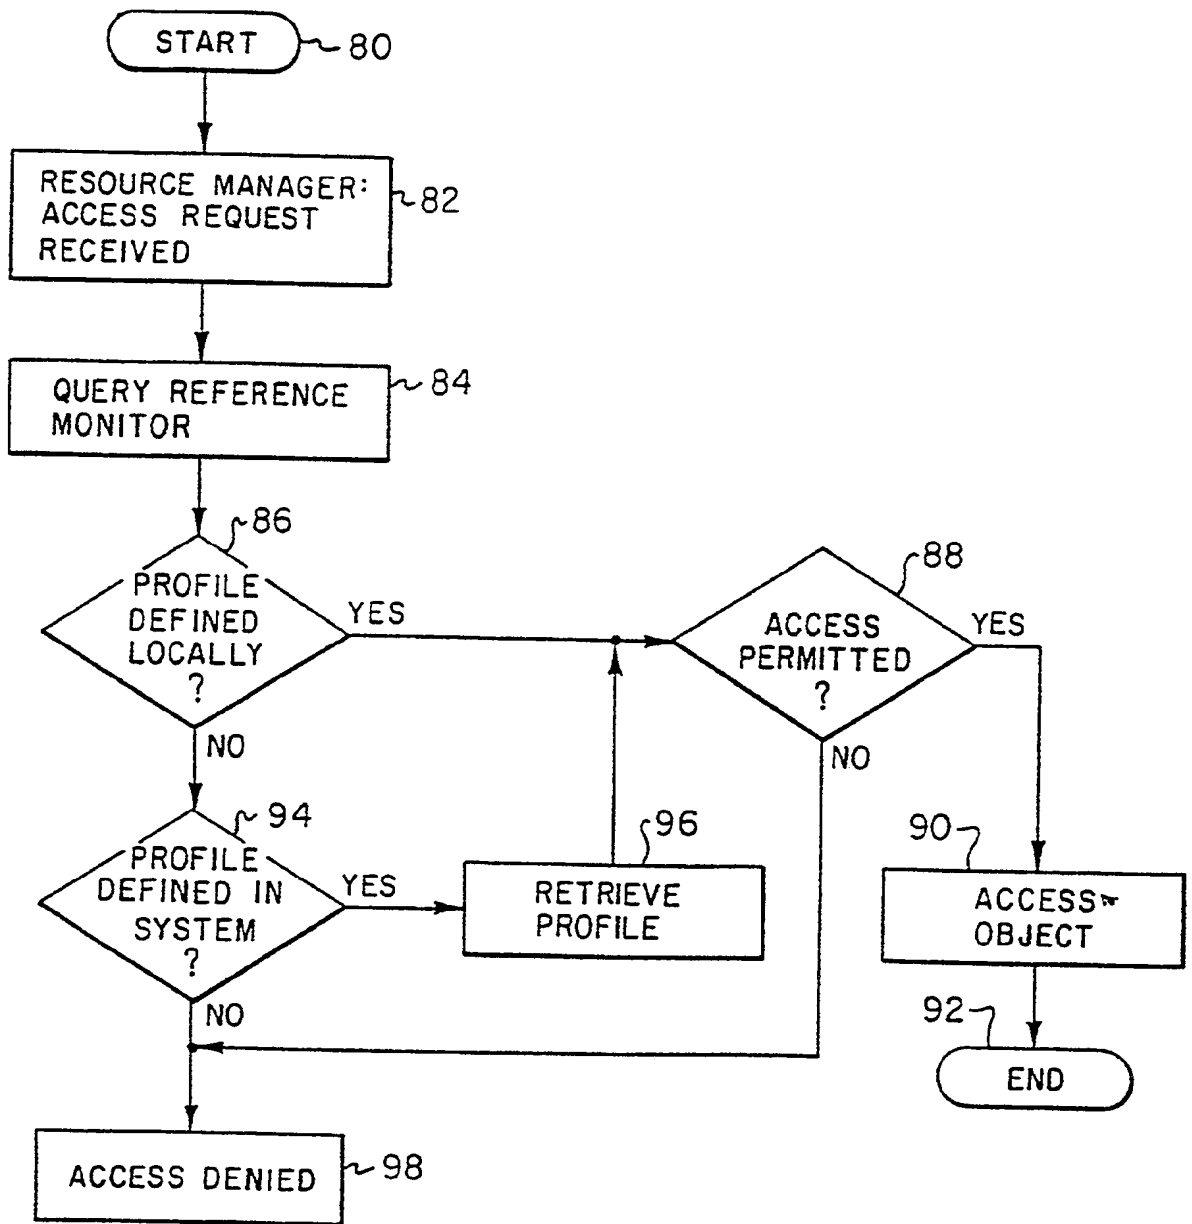 START
80
RESOURCE MANAGER:
ACCESS REQUEST
RECEIVED
82
QUERY REFERENCE
MONITOR
84
86
PROFILE
DEFINED
LOCALLY
?
YES
NO
88
ACCESS
PERMITTED
?
YES
NO
94
PROFILE
DEFINED IN
SYSTEM
?
YES
NO
96
RETRIEVE
PROFILE
90
ACCESS
OBJECT
92
END
ACCESS DENIED
98